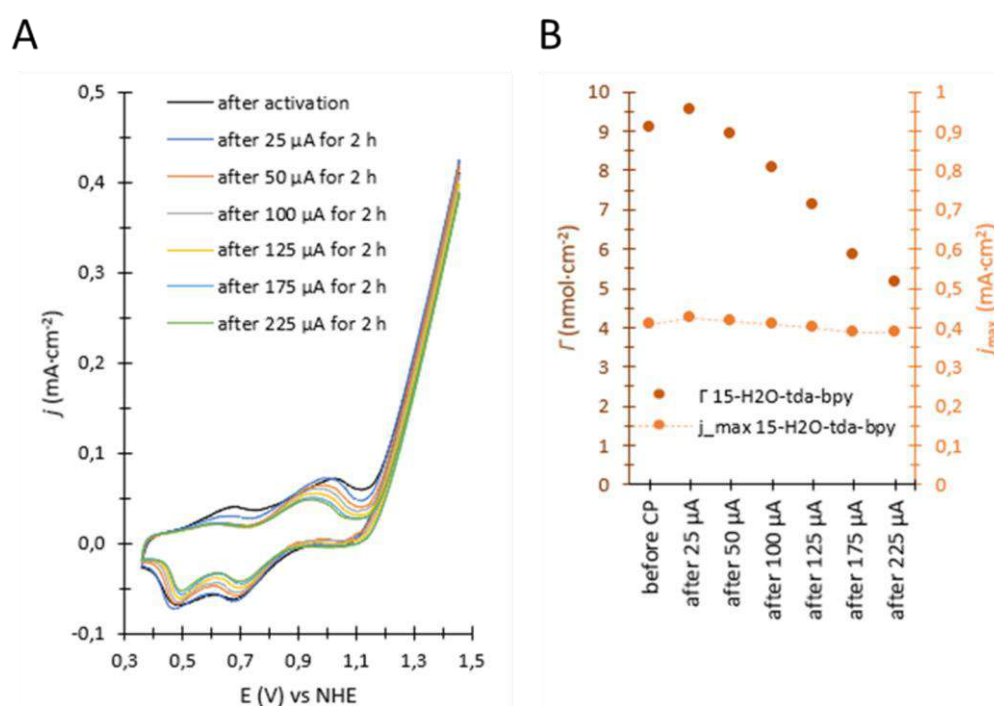 A
0,5
0,4
0,3
0,2
0,1
0,0
-0,1
j (mA·cm⁻²)
after activation
after 25 µA for 2 h
after 50 µA for 2 h
after 100 µA for 2 h
after 125 µA for 2 h
after 175 µA for 2 h
after 225 µA for 2 h
0,3 0,5 0,7 0,9 1,1 1,3 1,5
E (V) vs NHE
B
10
9
8
7
6
5
4
3
2
1
0
Γ (nmol·cm⁻²)
1
0,9
0,8
0,7
0,6
0,5
0,4
0,3
0,2
0,1
0
jmax (mA·cm⁻²)
Γ 15-H2O-tda-bpy
j_max 15-H2O-tda-bpy
before CP
after 25 µA
after 50 µA
after 100 µA
after 125 µA
after 175 µA
after 225 µA